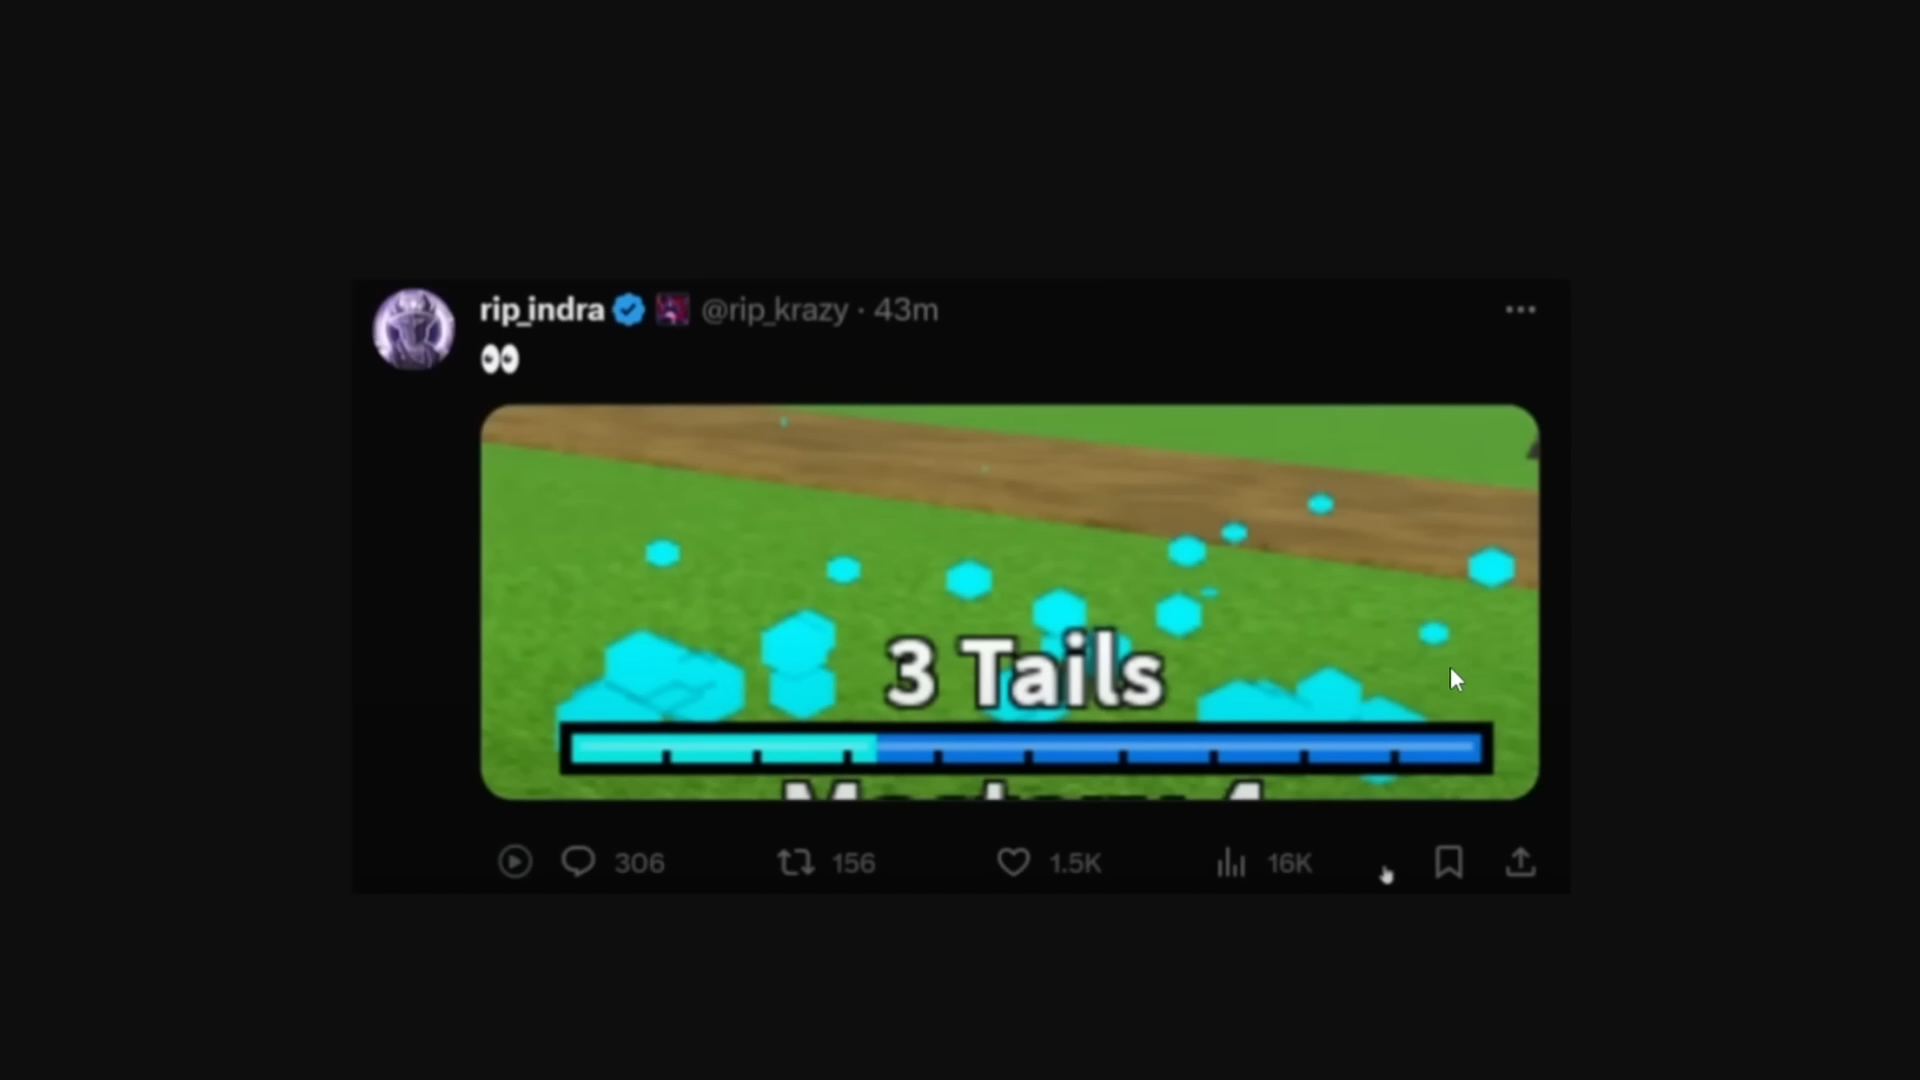 rip_indra @rip_krazy · 43m
👀
3 Tails
306 156 1.5K 16K